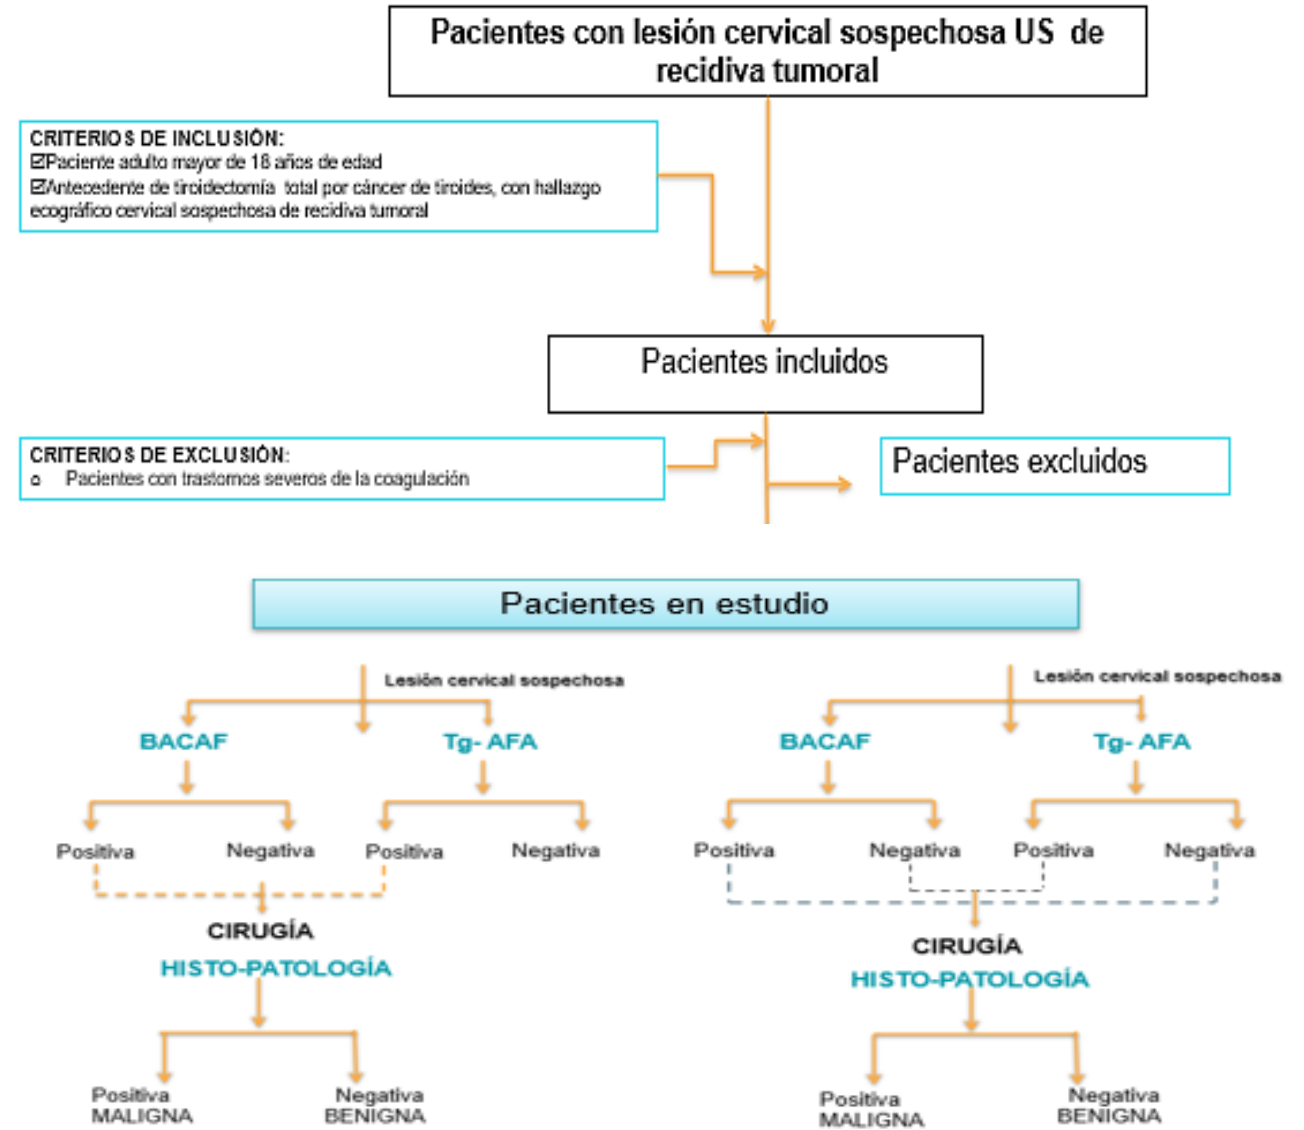 Pacientes con lesión cervical sospechosa US de
recidiva tumoral
CRITERIOS DE INCLUSIÓN:
☑Paciente adulto mayor de 18 años de edad
☑Antecedente de tiroidectomía total por cáncer de tiroides, con hallazgo
ecográfico cervical sospechosa de recidiva tumoral
Pacientes incluidos
CRITERIOS DE EXCLUSIÓN:
o Pacientes con trastornos severos de la coagulación
Pacientes excluidos
Pacientes en estudio
Lesión cervical sospechosa
BACAF
Tg- AFA
Positiva
Negativa
Positiva
Negativa
CIRUGÍA
HISTO-PATOLOGÍA
Positiva
MALIGNA
Negativa
BENIGNA
Lesión cervical sospechosa
BACAF
Tg- AFA
Positiva
Negativa
Positiva
Negativa
CIRUGÍA
HISTO-PATOLOGÍA
Positiva
MALIGNA
Negativa
BENIGNA